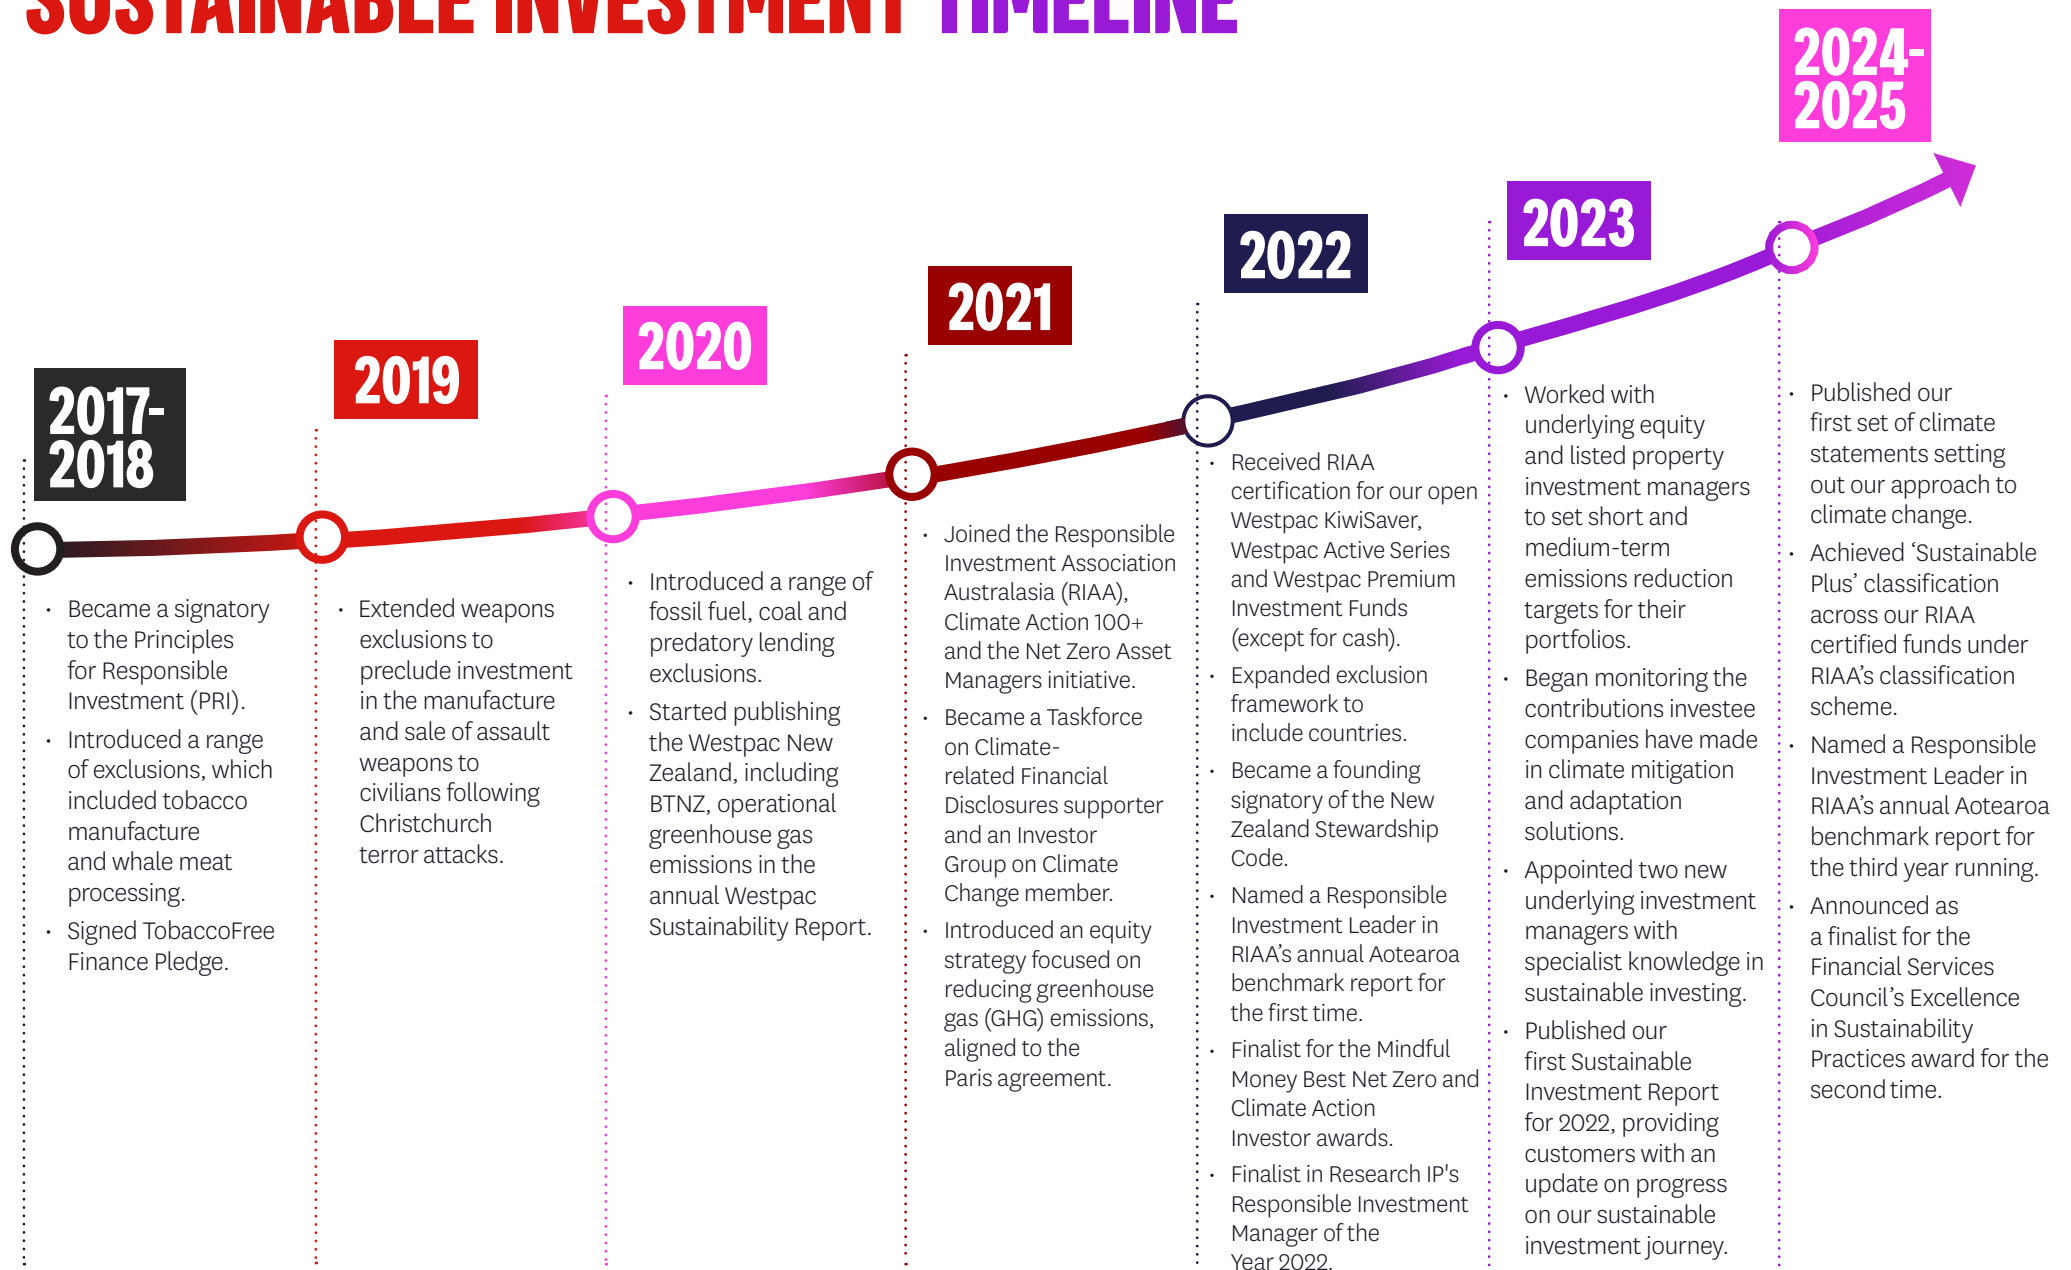 SUSTAINABLE INVESTMENT TIMELINE
2017-
2018
• Became a signatory
to the Principles
for Responsible
Investment (PRI).
• Introduced a range
of exclusions, which
included tobacco
manufacture
and whale meat
processing.
• Signed TobaccoFree
Finance Pledge.
2019
• Extended weapons
exclusions to
preclude investment
in the manufacture
and sale of assault
weapons to
civilians following
Christchurch
terror attacks.
2020
• Introduced a range of
fossil fuel, coal and
predatory lending
exclusions.
• Started publishing
the Westpac New
Zealand, including
BTNZ, operational
greenhouse gas
emissions in the
annual Westpac
Sustainability Report.
2021
• Joined the Responsible
Investment Association
Australasia (RIAA),
Climate Action 100+
and the Net Zero Asset
Managers initiative.
• Became a Taskforce
on Climate-
related Financial
Disclosures supporter
and an Investor
Group on Climate
Change member.
• Introduced an equity
strategy focused on
reducing greenhouse
gas (GHG) emissions,
aligned to the
Paris agreement.
2022
• Received RIAA
certification for our open
Westpac KiwiSaver,
Westpac Active Series
and Westpac Premium
Investment Funds
(except for cash).
• Expanded exclusion
framework to
include countries.
• Became a founding
signatory of the New
Zealand Stewardship
Code.
• Named a Responsible
Investment Leader in
RIAA’s annual Aotearoa
benchmark report for
the first time.
• Finalist for the Mindful
Money Best Net Zero and
Climate Action
Investor awards.
• Finalist in Research IP's
Responsible Investment
Manager of the
Year 2022.
2023
• Worked with
underlying equity
and listed property
investment managers
to set short and
medium-term
emissions reduction
targets for their
portfolios.
• Began monitoring the
contributions investee
companies have made
in climate mitigation
and adaptation
solutions.
• Appointed two new
underlying investment
managers with
specialist knowledge in
sustainable investing.
• Published our
first Sustainable
Investment Report
for 2022, providing
customers with an
update on progress
on our sustainable
investment journey.
2024-
2025
• Published our
first set of climate
statements setting
out our approach to
climate change.
• Achieved ‘Sustainable
Plus’ classification
across our RIAA
certified funds under
RIAA’s classification
scheme.
• Named a Responsible
Investment Leader in
RIAA’s annual Aotearoa
benchmark report for
the third year running.
• Announced as
a finalist for the
Financial Services
Council’s Excellence
in Sustainability
Practices award for the
second time.